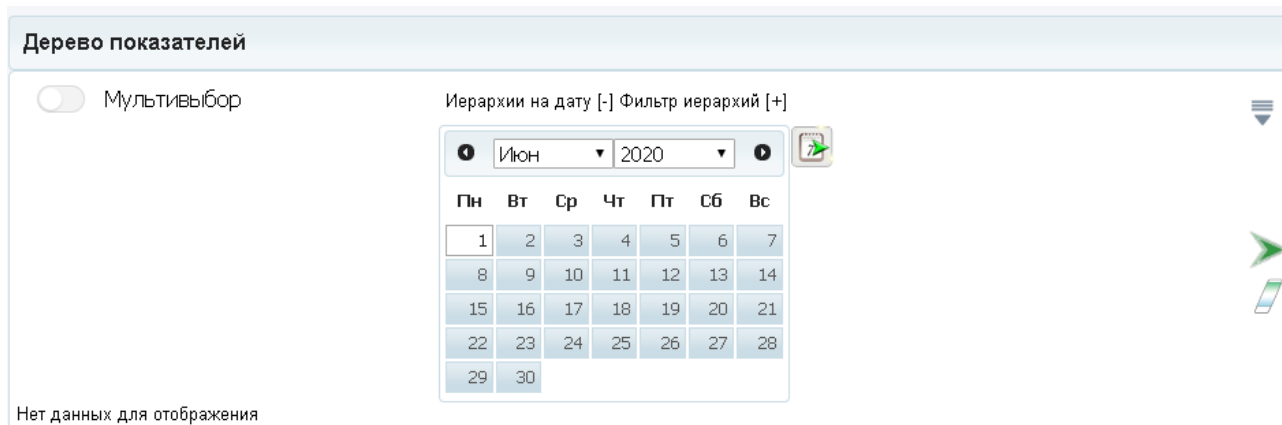 Дерево показателей
Мультивыбор
Иерархии на дату [-] Фильтр иерархий [+]
Июн 2020
Пн Вт Ср Чт Пт Сб Вс
1 2 3 4 5 6 7
8 9 10 11 12 13 14
15 16 17 18 19 20 21
22 23 24 25 26 27 28
29 30
Нет данных для отображения